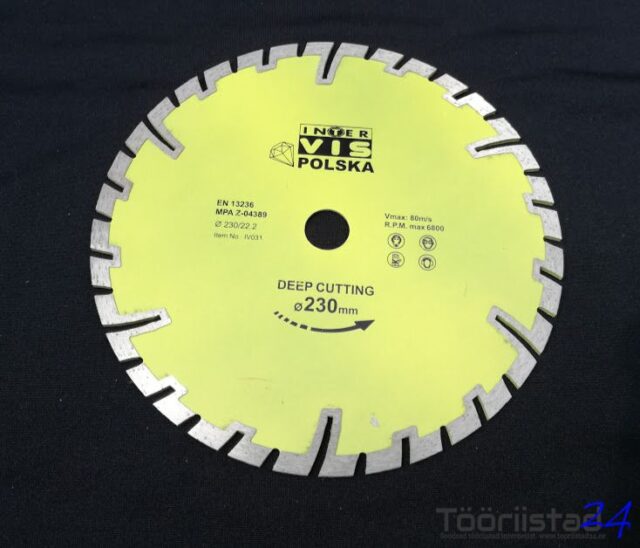 INTER
VIS
POLSKA
EN 13236
MPA Z-04389
Ø 230/22.2
Item No. IV031
Vmax: 80m/s
R.P.M. max 6800
DEEP CUTTING
Ø230mm
Tööriistad24